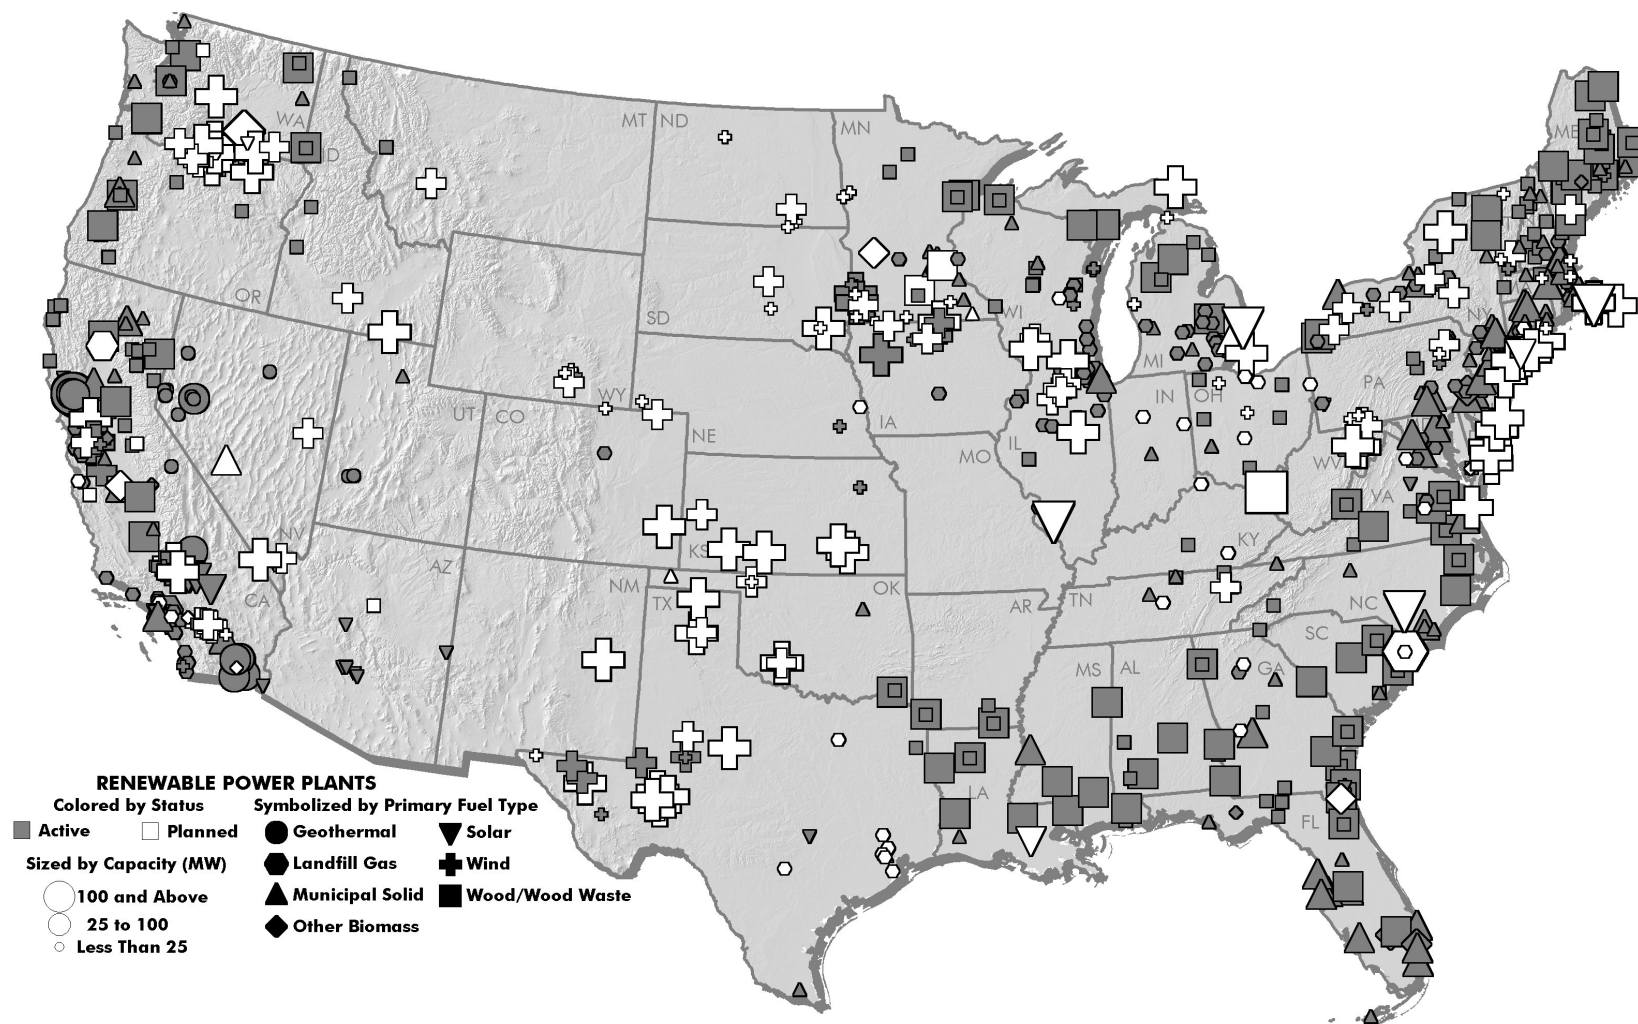 WA
MT
ND
MN
ME
ID
OR
SD
WI
MI
NY
WY
IA
PA
UT
CO
NE
IL
IN
OH
MO
WV
VA
NV
KS
KY
CA
AZ
NM
TX
OK
AR
TN
NC
SC
MS
AL
GA
LA
FL
RENEWABLE POWER PLANTS
Colored by Status
Active
Planned
Sized by Capacity (MW)
100 and Above
25 to 100
Less Than 25
Symbolized by Primary Fuel Type
Geothermal
Solar
Landfill Gas
Wind
Municipal Solid
Wood/Wood Waste
Other Biomass